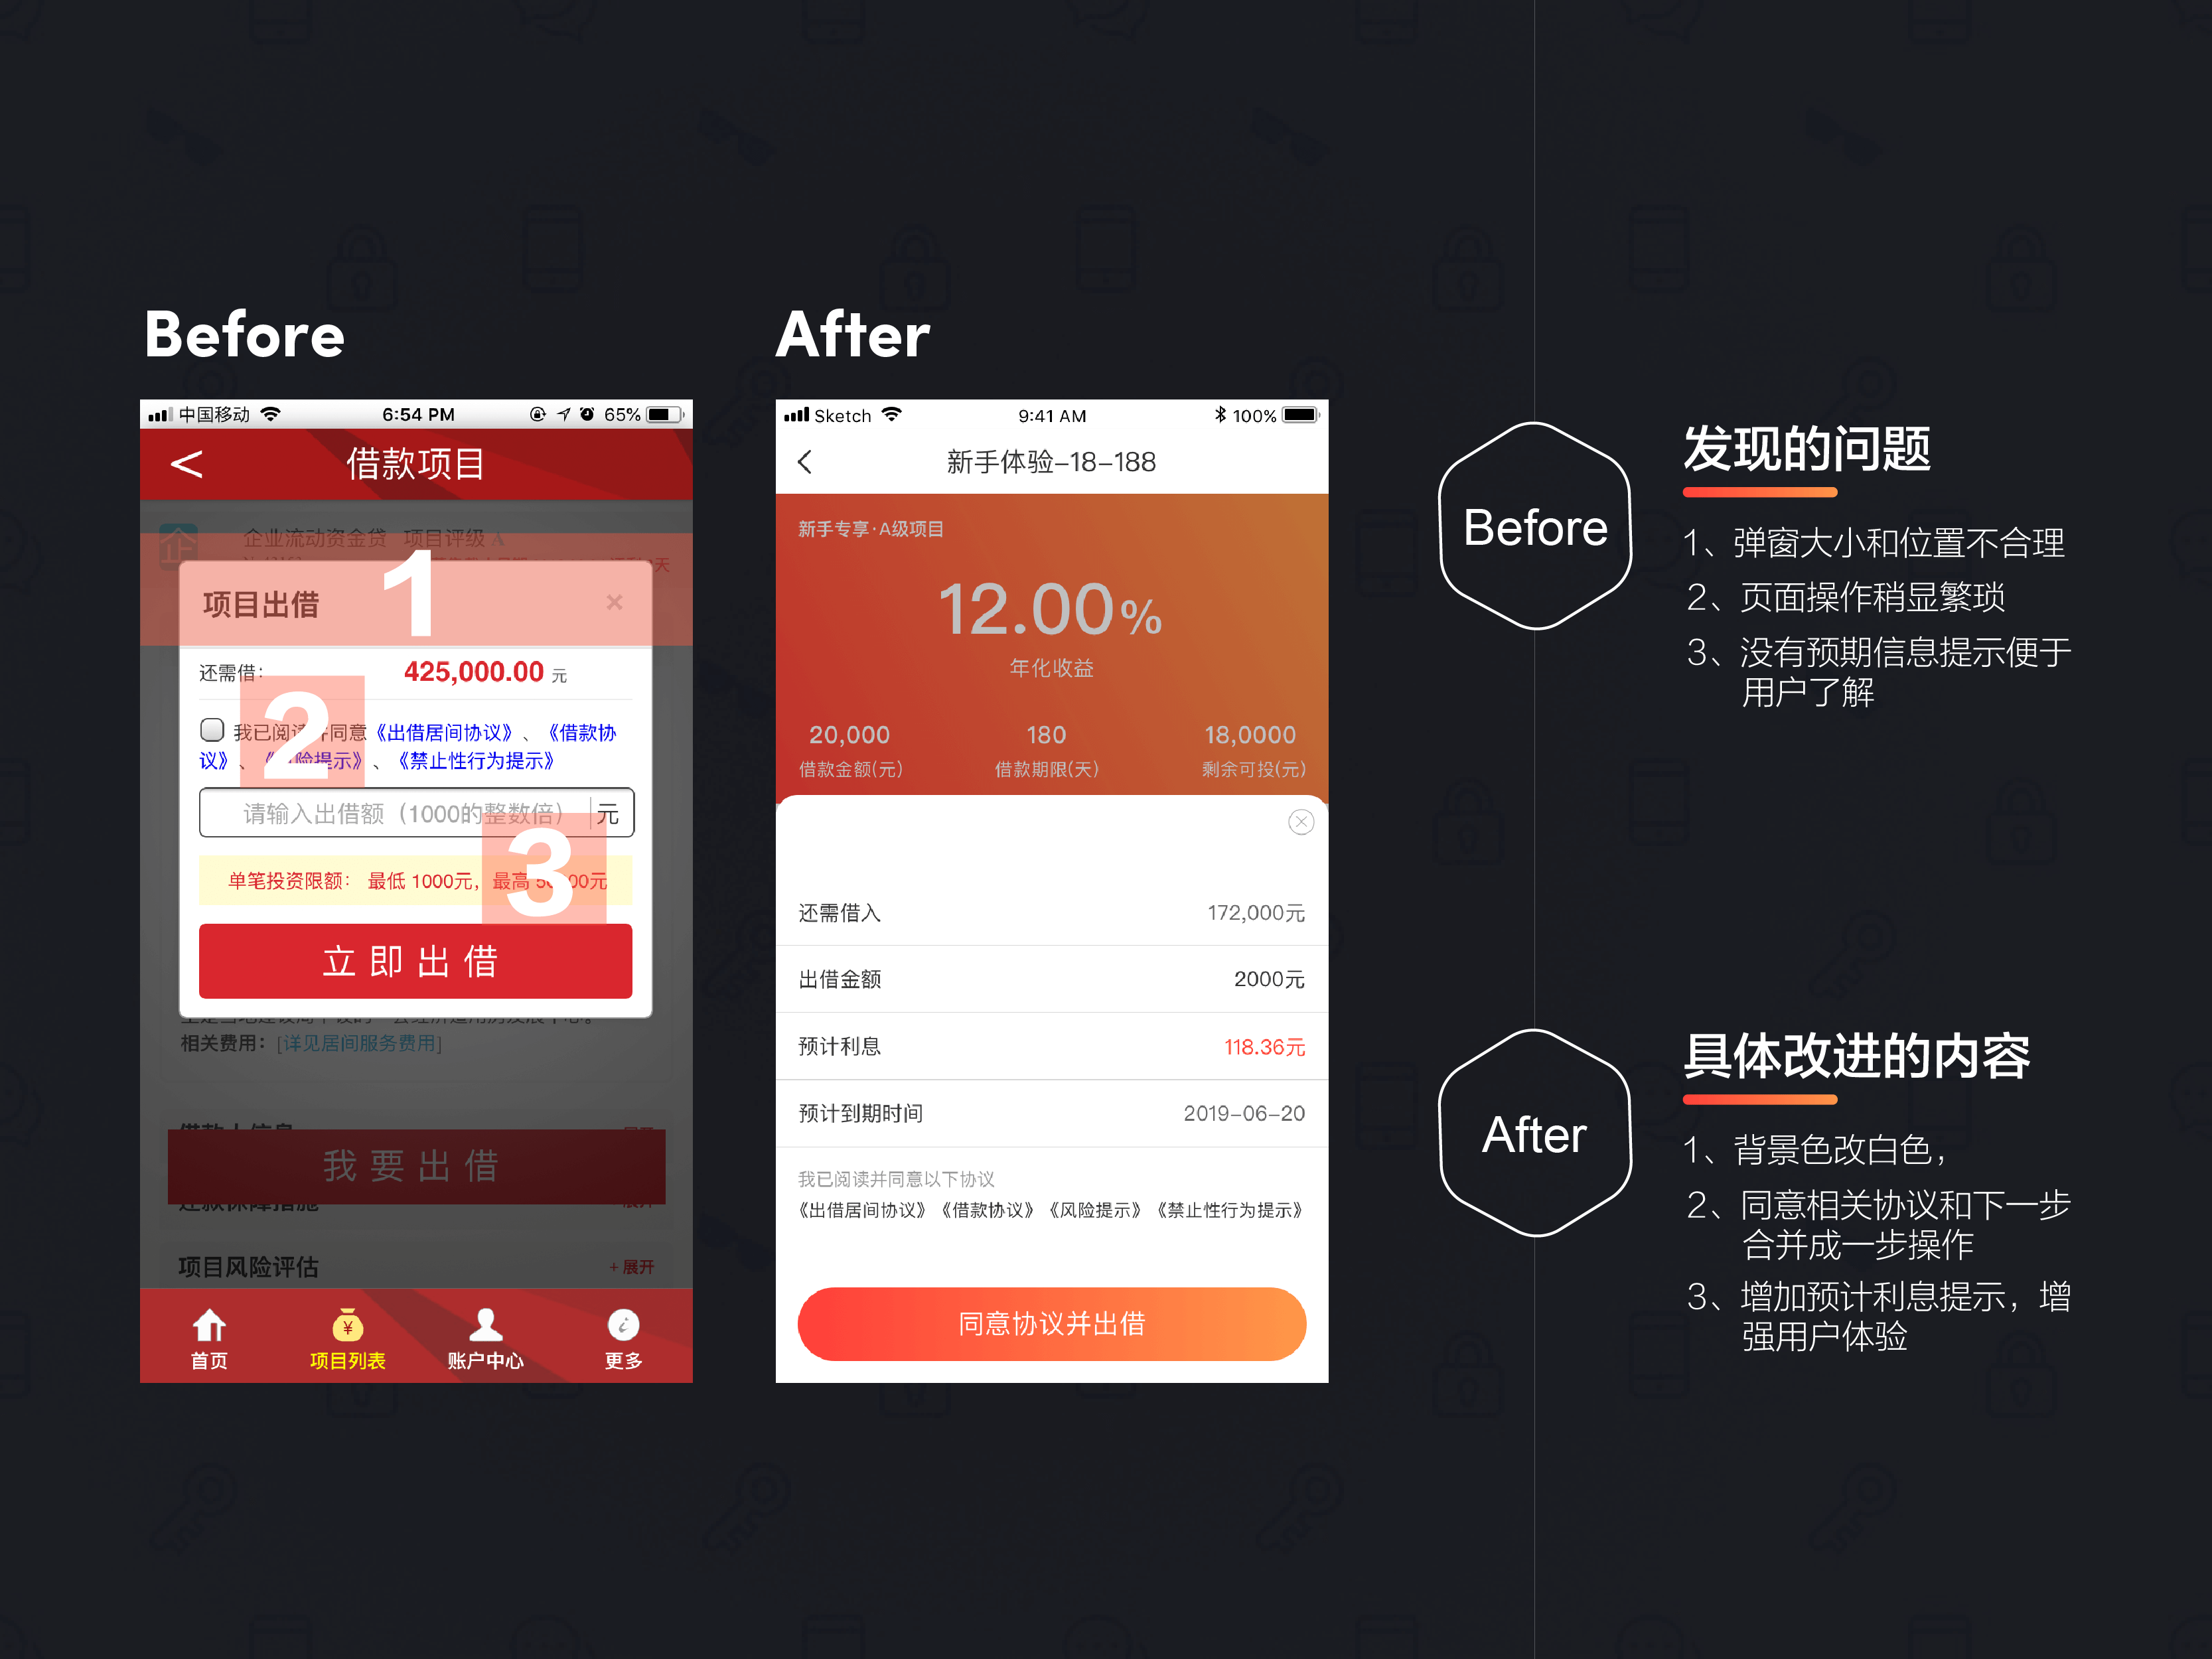 Before
中国移动
6:54 PM
65%
<
借款项目
企业流动资金贷 项目评级 A
企
天
项目出借
×
1
还需借：
425,000.00 元
2
我已阅读并同意《出借居间协议》、《借款协
议》、《风险提示》、《禁止性行为提示》
请输入出借额（1000的整数倍）
元
3
单笔投资限额： 最低 1000元，最高 50000元
立即出借
相关费用：[详见居间服务费用]
我要出借
项目风险评估
+ 展开
首页
项目列表
账户中心
更多
After
Sketch
9:41 AM
100%
新手体验-18-188
新手专享·A级项目
12.00%
年化收益
20,000
180
18,0000
借款金额(元)
借款期限(天)
剩余可投(元)
还需借入
172,000元
出借金额
2000元
预计利息
118.36元
预计到期时间
2019-06-20
我已阅读并同意以下协议
《出借居间协议》《借款协议》《风险提示》《禁止性行为提示》
同意协议并出借
Before
发现的问题
1、弹窗大小和位置不合理
2、页面操作稍显繁琐
3、没有预期信息提示便于
用户了解
After
具体改进的内容
1、背景色改白色，
2、同意相关协议和下一步
合并成一步操作
3、增加预计利息提示，增
强用户体验